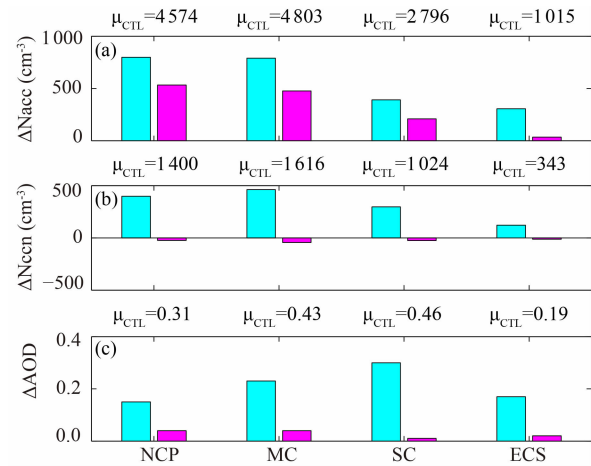 μCTL=4 574 μCTL=4 803 μCTL=2 796 μCTL=1 015
1 000
(a)
ΔNacc (cm-3)
500
0
μCTL=1 400 μCTL=1 616 μCTL=1 024 μCTL=343
500
(b)
ΔNccn (cm-3)
0
−500
μCTL=0.31 μCTL=0.43 μCTL=0.46 μCTL=0.19
0.4
(c)
ΔAOD
0.2
0.0
NCP MC SC ECS